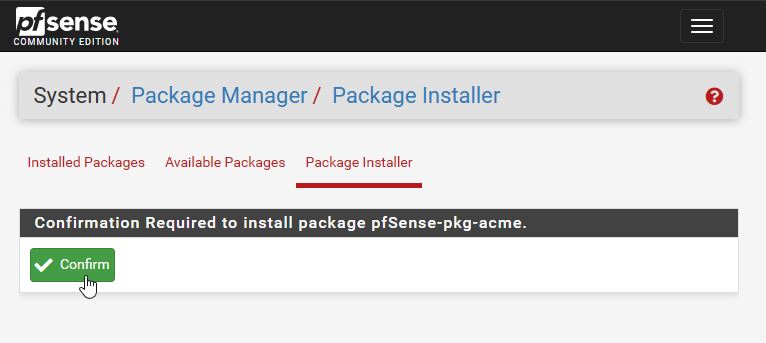 pfsense
COMMUNITY EDITION
System / Package Manager / Package Installer
Installed Packages Available Packages Package Installer
Confirmation Required to install package pfSense-pkg-acme.
Confirm